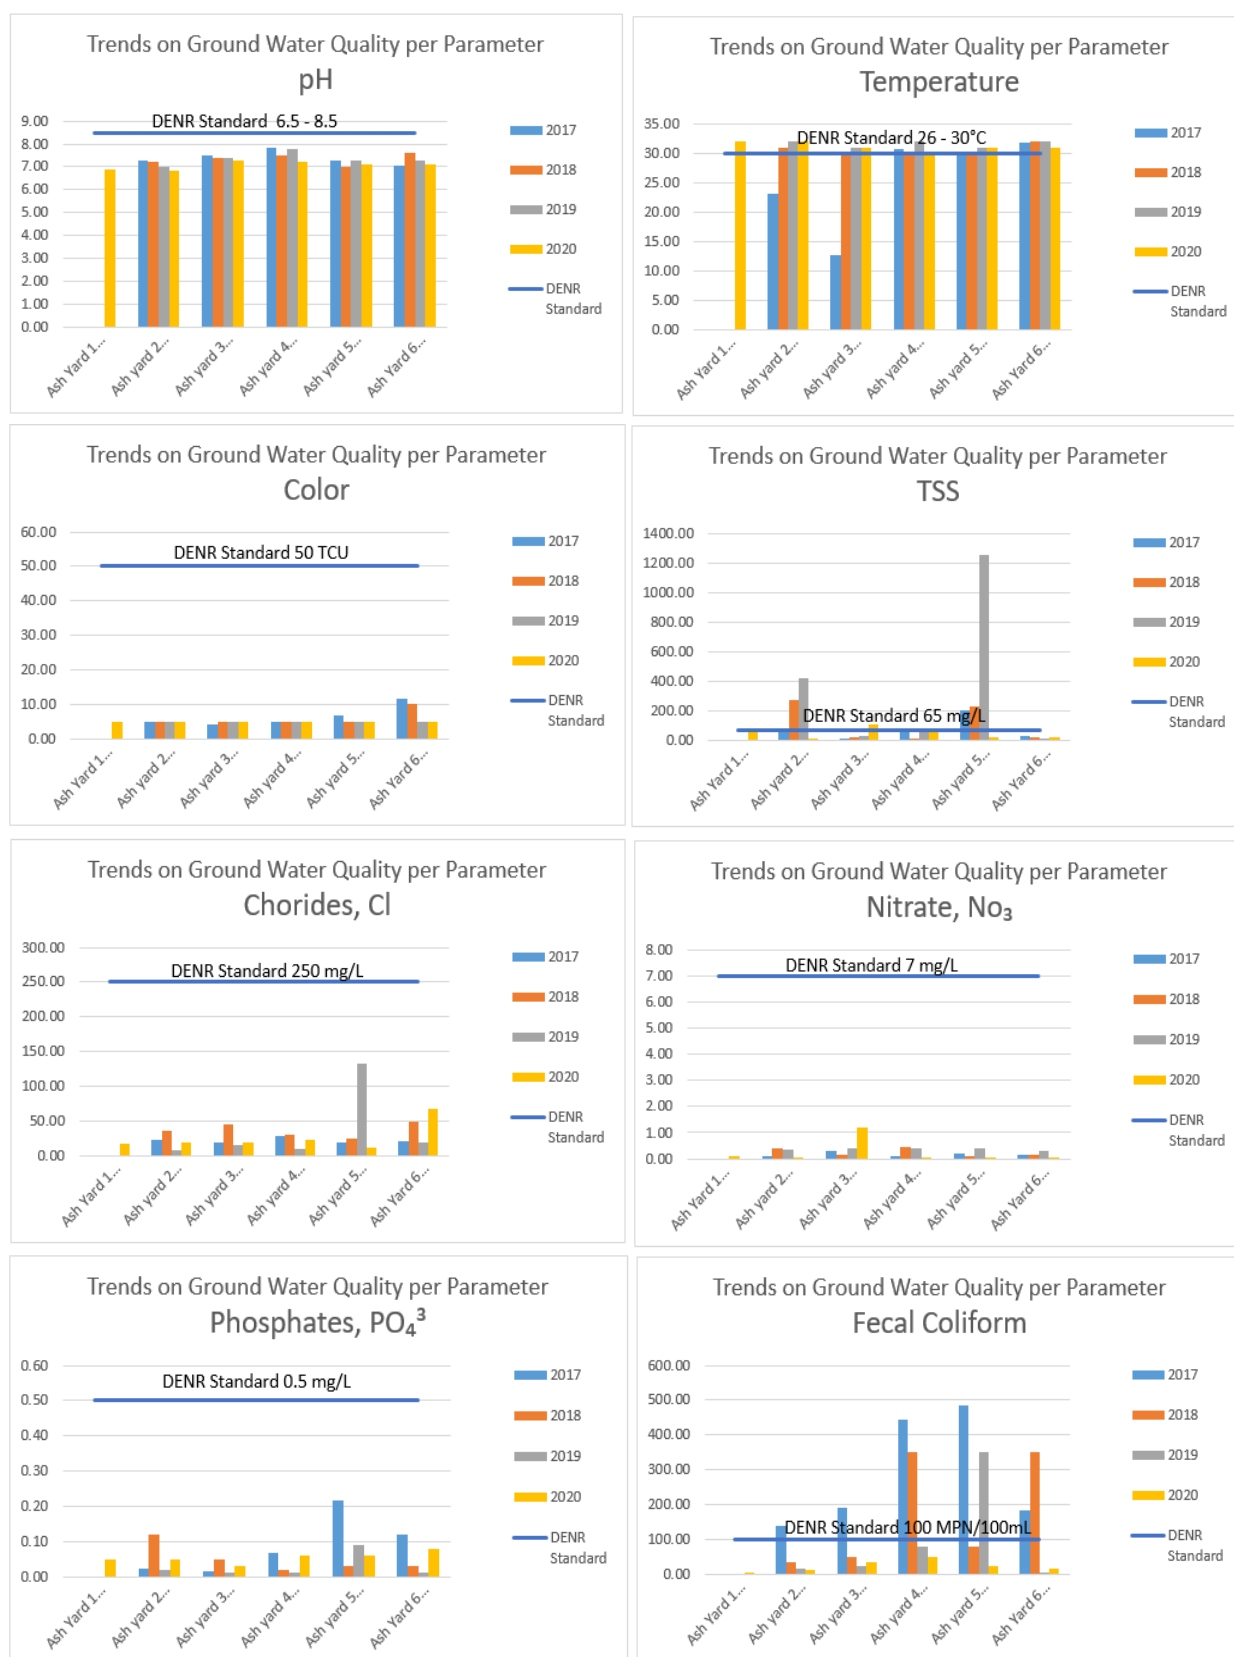 Trends on Ground Water Quality per Parameter
pH
DENR Standard 6.5 - 8.5
9.00
8.00
7.00
6.00
5.00
4.00
3.00
2.00
1.00
0.00
Ash Yard 1...
Ash yard 2...
Ash yard 3...
Ash yard 4...
Ash yard 5...
Ash Yard 6...
2017
2018
2019
2020
DENR
Standard
Trends on Ground Water Quality per Parameter
Temperature
DENR Standard 26 - 30°C
35.00
30.00
25.00
20.00
15.00
10.00
5.00
0.00
Ash Yard 1...
Ash yard 2...
Ash yard 3...
Ash yard 4...
Ash yard 5...
Ash Yard 6...
2017
2018
2019
2020
DENR
Standard
Trends on Ground Water Quality per Parameter
Color
DENR Standard 50 TCU
60.00
50.00
40.00
30.00
20.00
10.00
0.00
Ash Yard 1...
Ash yard 2...
Ash yard 3...
Ash yard 4...
Ash yard 5...
Ash Yard 6...
2017
2018
2019
2020
DENR
Standard
Trends on Ground Water Quality per Parameter
TSS
1400.00
1200.00
1000.00
800.00
600.00
400.00
200.00
0.00
DENR Standard 65 mg/L
Ash Yard 1...
Ash yard 2...
Ash yard 3...
Ash yard 4...
Ash yard 5...
Ash Yard 6...
2017
2018
2019
2020
DENR
Standard
Trends on Ground Water Quality per Parameter
Chorides, Cl
300.00
250.00
200.00
150.00
100.00
50.00
0.00
DENR Standard 250 mg/L
Ash Yard 1...
Ash yard 2...
Ash yard 3...
Ash yard 4...
Ash yard 5...
Ash Yard 6...
2017
2018
2019
2020
DENR
Standard
Trends on Ground Water Quality per Parameter
Nitrate, No₃
8.00
7.00
6.00
5.00
4.00
3.00
2.00
1.00
0.00
DENR Standard 7 mg/L
Ash Yard 1...
Ash yard 2...
Ash yard 3...
Ash yard 4...
Ash yard 5...
Ash Yard 6...
2017
2018
2019
2020
DENR
Standard
Trends on Ground Water Quality per Parameter
Phosphates, PO₄³
0.60
0.50
0.40
0.30
0.20
0.10
0.00
DENR Standard 0.5 mg/L
Ash Yard 1...
Ash yard 2...
Ash yard 3...
Ash yard 4...
Ash yard 5...
Ash Yard 6...
2017
2018
2019
2020
DENR
Standard
Trends on Ground Water Quality per Parameter
Fecal Coliform
600.00
500.00
400.00
300.00
200.00
100.00
0.00
DENR Standard 100 MPN/100mL
Ash Yard 1...
Ash yard 2...
Ash yard 3...
Ash yard 4...
Ash yard 5...
Ash Yard 6...
2017
2018
2019
2020
DENR
Standard